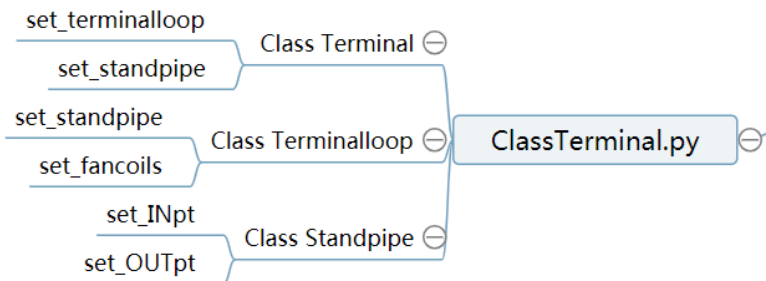 set_terminalloop
Class Terminal
set_standpipe
set_standpipe
Class Terminalloop
ClassTerminal.py
set_fancoils
set_INpt
Class Standpipe
set_OUTpt